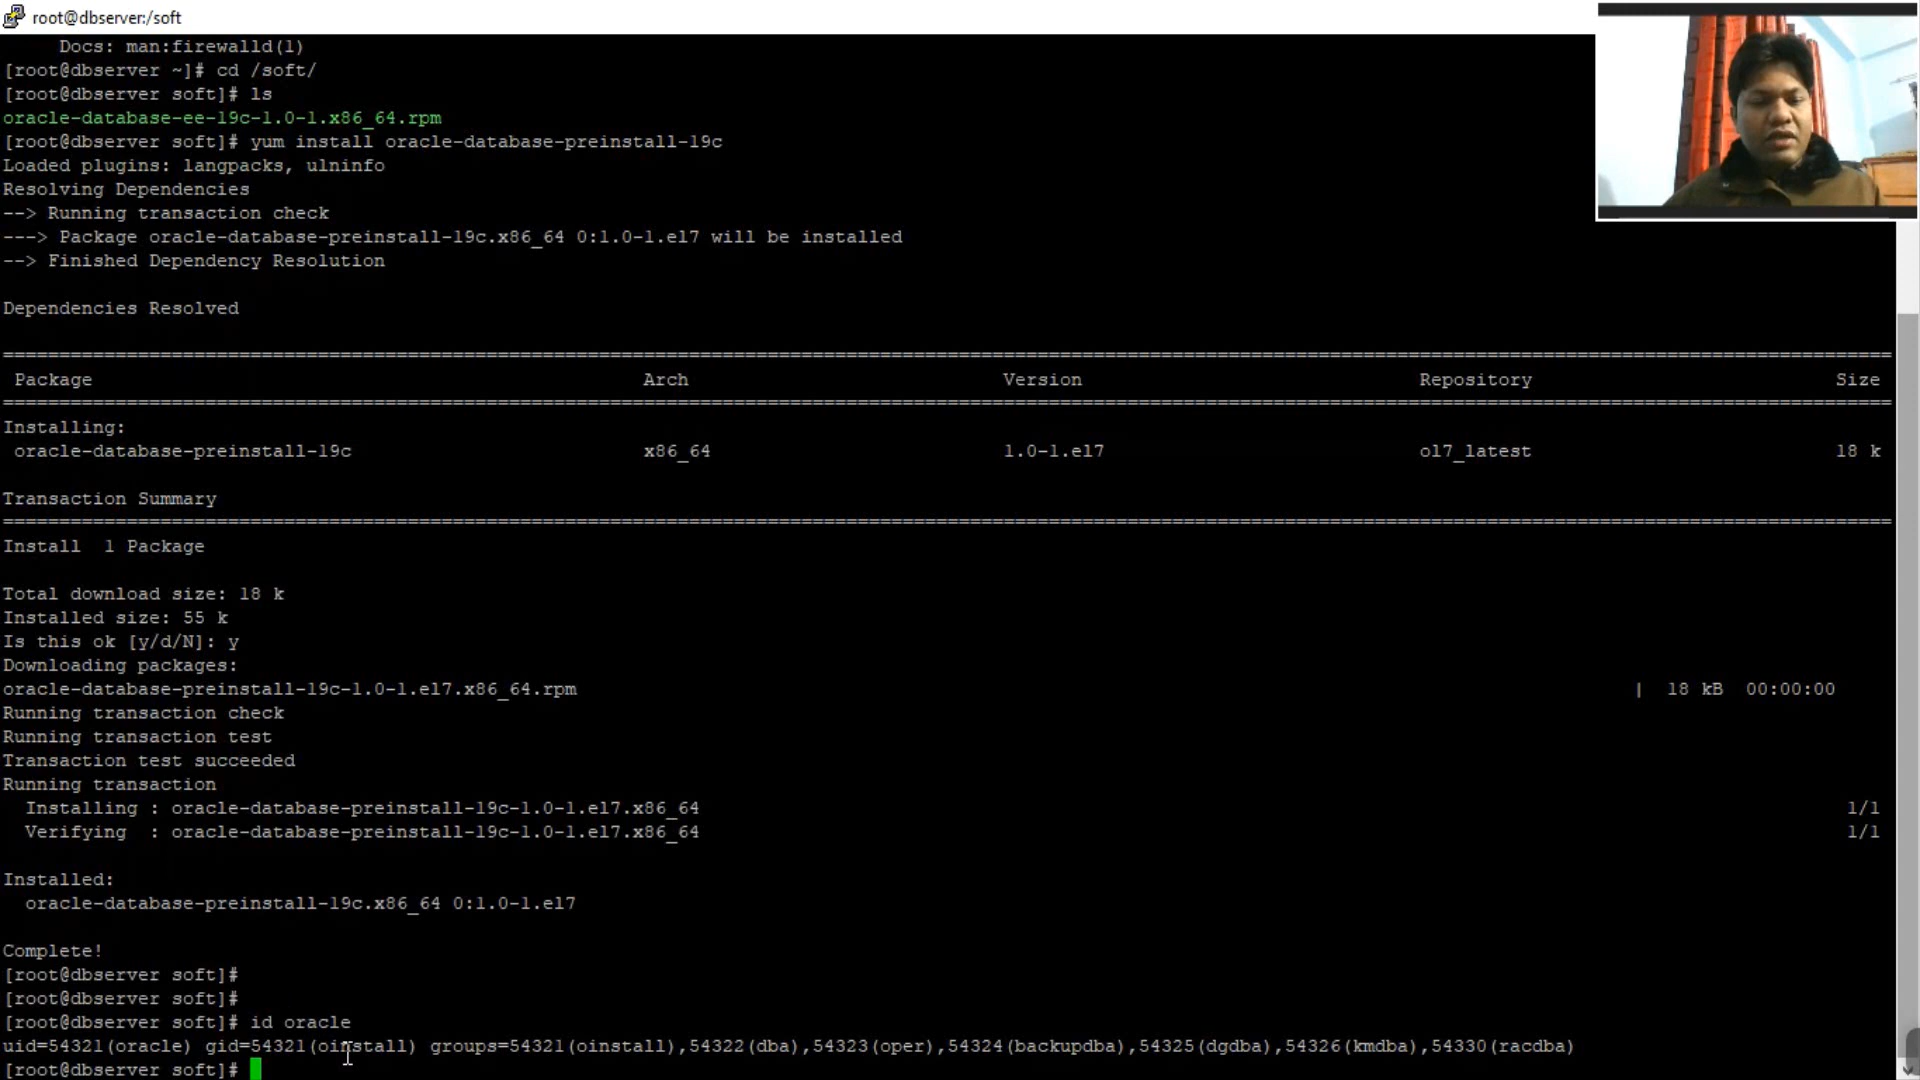 root@dbserver:/soft
Docs: man:firewalld(1)
[root@dbserver ~]# cd /soft/
[root@dbserver soft]# ls
oracle-database-ee-19c-1.0-1.x86_64.rpm
[root@dbserver soft]# yum install oracle-database-preinstall-19c
Loaded plugins: langpacks, ulninfo
Resolving Dependencies
--> Running transaction check
---> Package oracle-database-preinstall-19c.x86_64 0:1.0-1.el7 will be installed
--> Finished Dependency Resolution
Dependencies Resolved
================================================================================
Package Arch Version Repository Size
================================================================================
Installing:
oracle-database-preinstall-19c x86_64 1.0-1.el7 ol7_latest 18 k
Transaction Summary
================================================================================
Install 1 Package
Total download size: 18 k
Installed size: 55 k
Is this ok [y/d/N]: y
Downloading packages:
oracle-database-preinstall-19c-1.0-1.el7.x86_64.rpm | 18 kB 00:00:00
Running transaction check
Running transaction test
Transaction test succeeded
Running transaction
Installing : oracle-database-preinstall-19c-1.0-1.el7.x86_64 1/1
Verifying : oracle-database-preinstall-19c-1.0-1.el7.x86_64 1/1
Installed:
oracle-database-preinstall-19c.x86_64 0:1.0-1.el7
Complete!
[root@dbserver soft]#
[root@dbserver soft]#
[root@dbserver soft]# id oracle
uid=54321(oracle) gid=54321(oinstall) groups=54321(oinstall),54322(dba),54323(oper),54324(backupdba),54325(dgdba),54326(kmdba),54330(racdba)
[root@dbserver soft]#